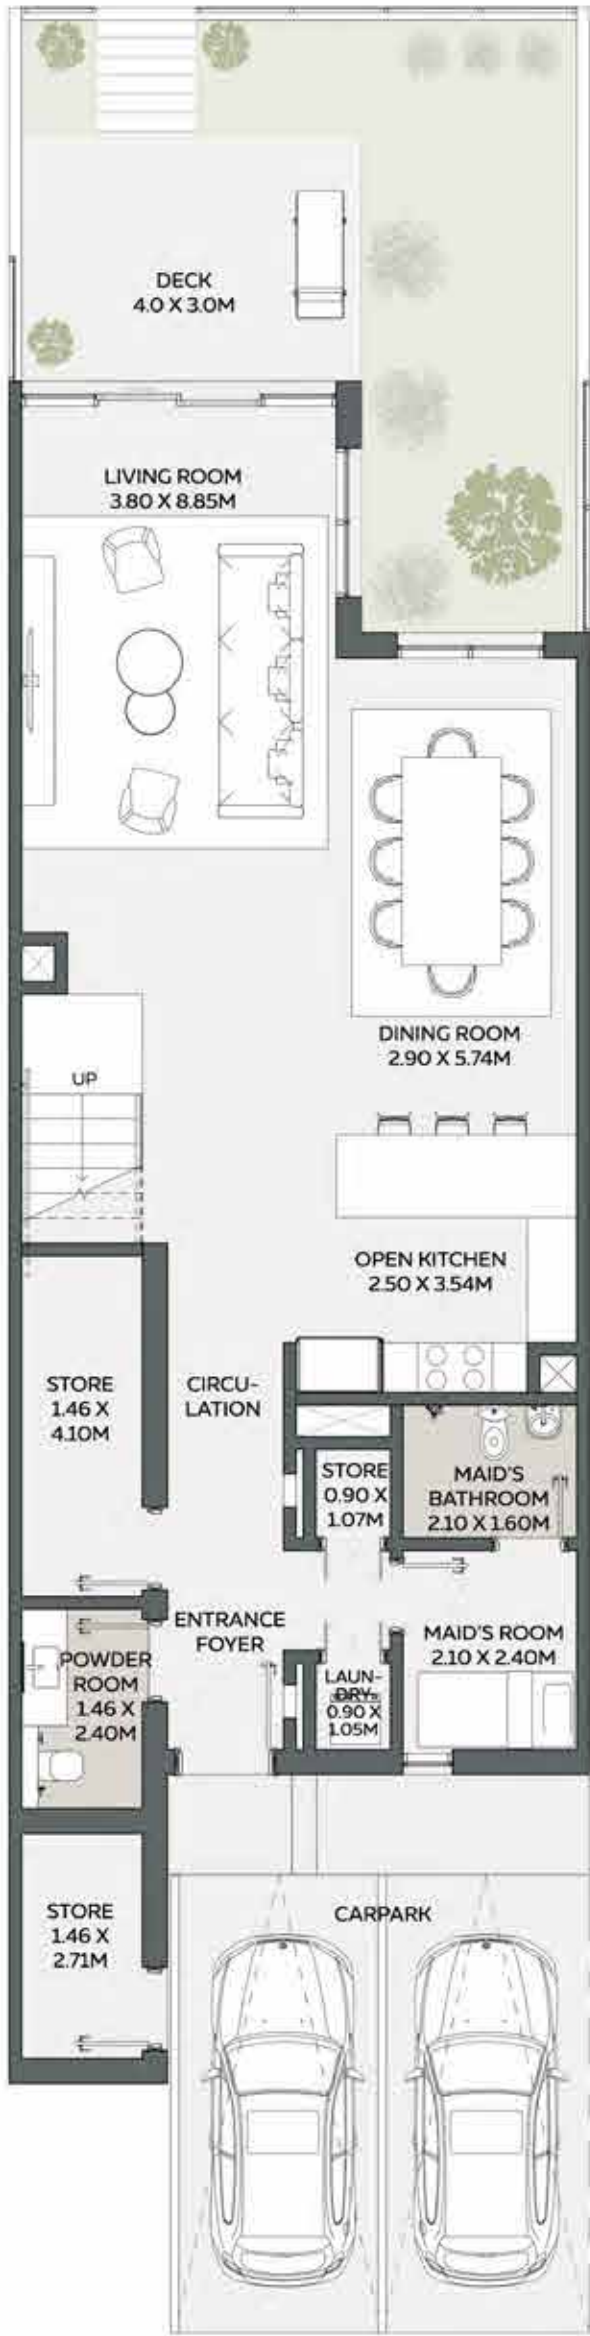 DECK
4.0 X 3.0M
LIVING ROOM
3.80 X 8.85M
DINING ROOM
2.90 X 5.74M
UP
OPEN KITCHEN
2.50 X 3.54M
STORE
1.46 X
4.10M
CIRCU-
LATION
STORE
0.90 X
1.07M
MAID'S
BATHROOM
2.10 X 1.60M
ENTRANCE
FOYER
MAID'S ROOM
2.10 X 2.40M
POWDER
ROOM
1.46 X
2.40M
LAUN-
DRY
0.90 X
1.05M
STORE
1.46 X
2.71M
CARPARK